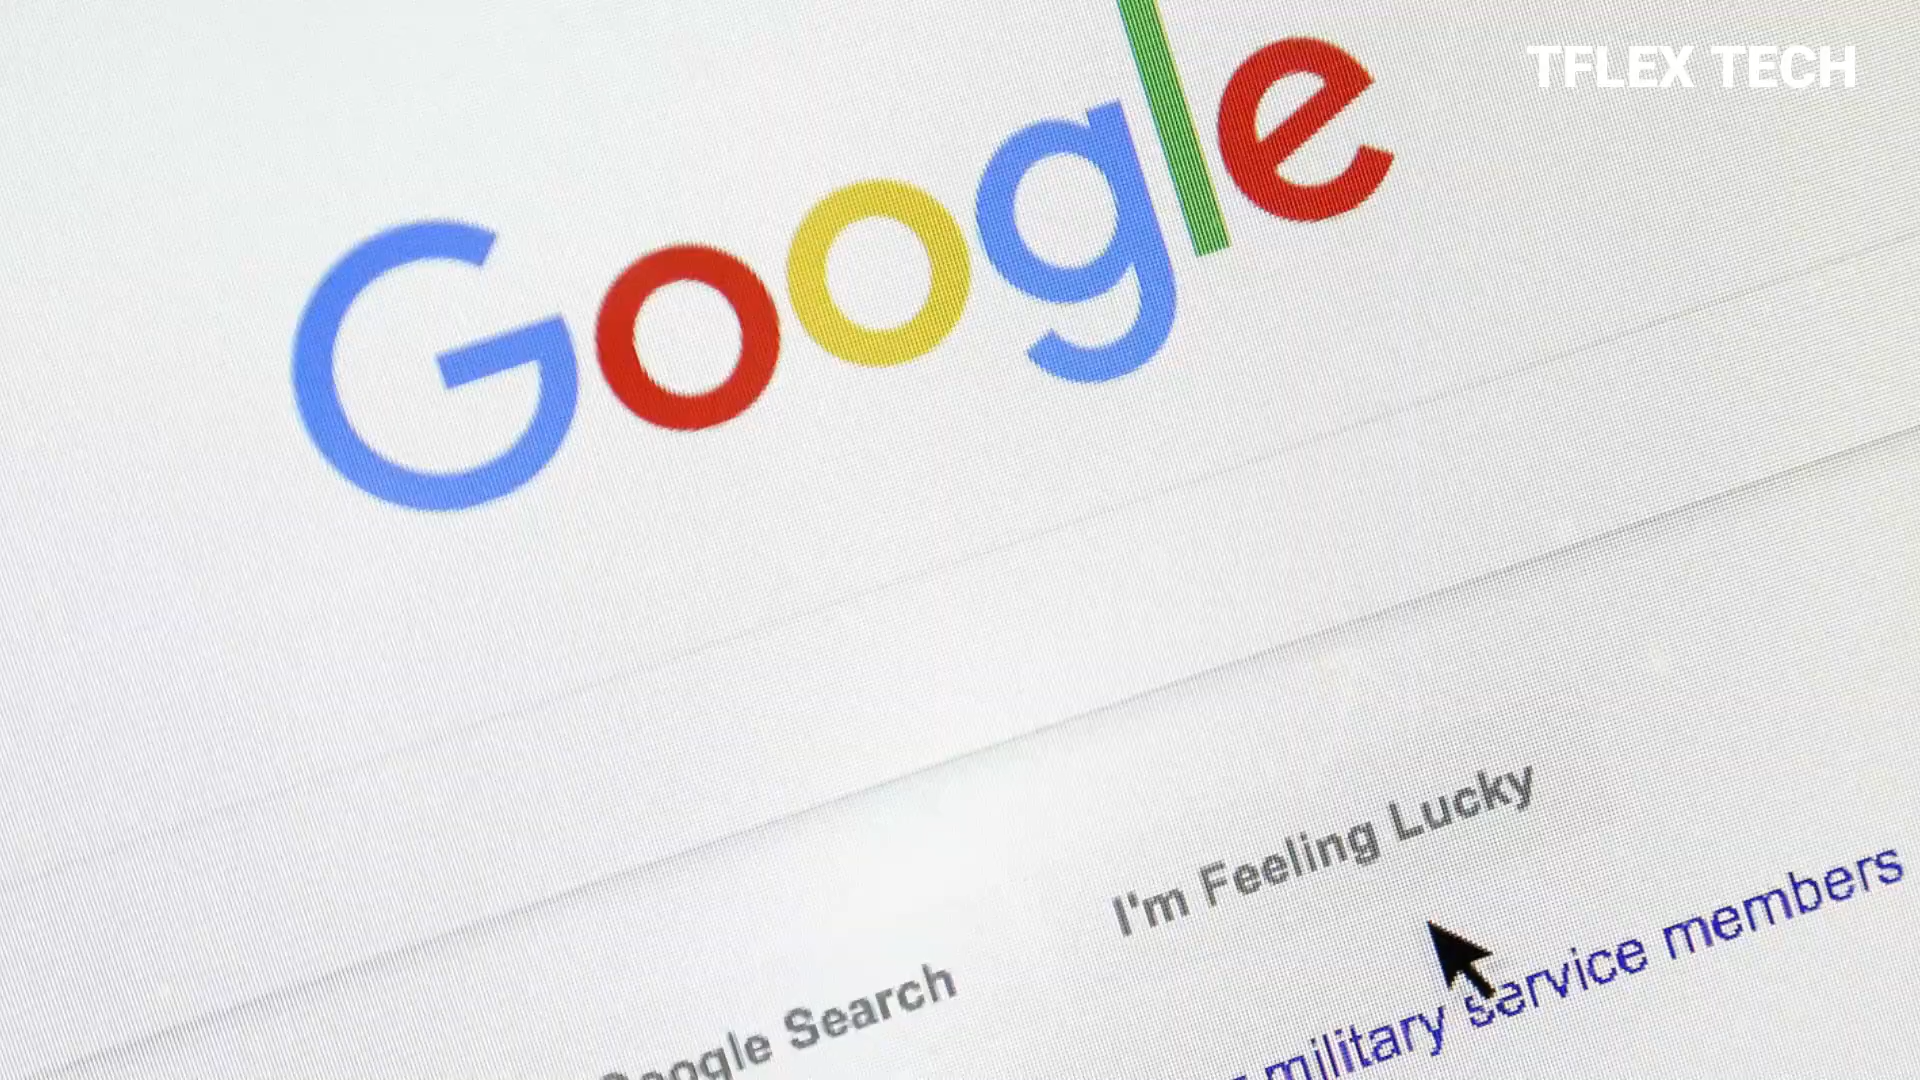 TFLEX TECH
Google
Google Search
I'm Feeling Lucky
military service members